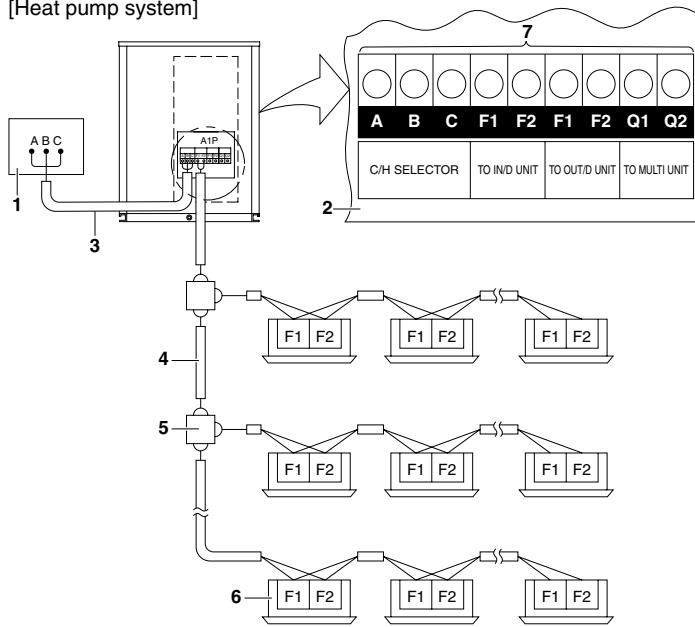 [Heat pump system]
7
A B C F1 F2 F1 F2 Q1 Q2
C/H SELECTOR TO IN/D UNIT TO OUT/D UNIT TO MULTI UNIT
2
A B C
1
A1P
3
F1 F2 F1 F2 F1 F2
4
5
F1 F2 F1 F2 F1 F2
6
F1 F2 F1 F2 F1 F2